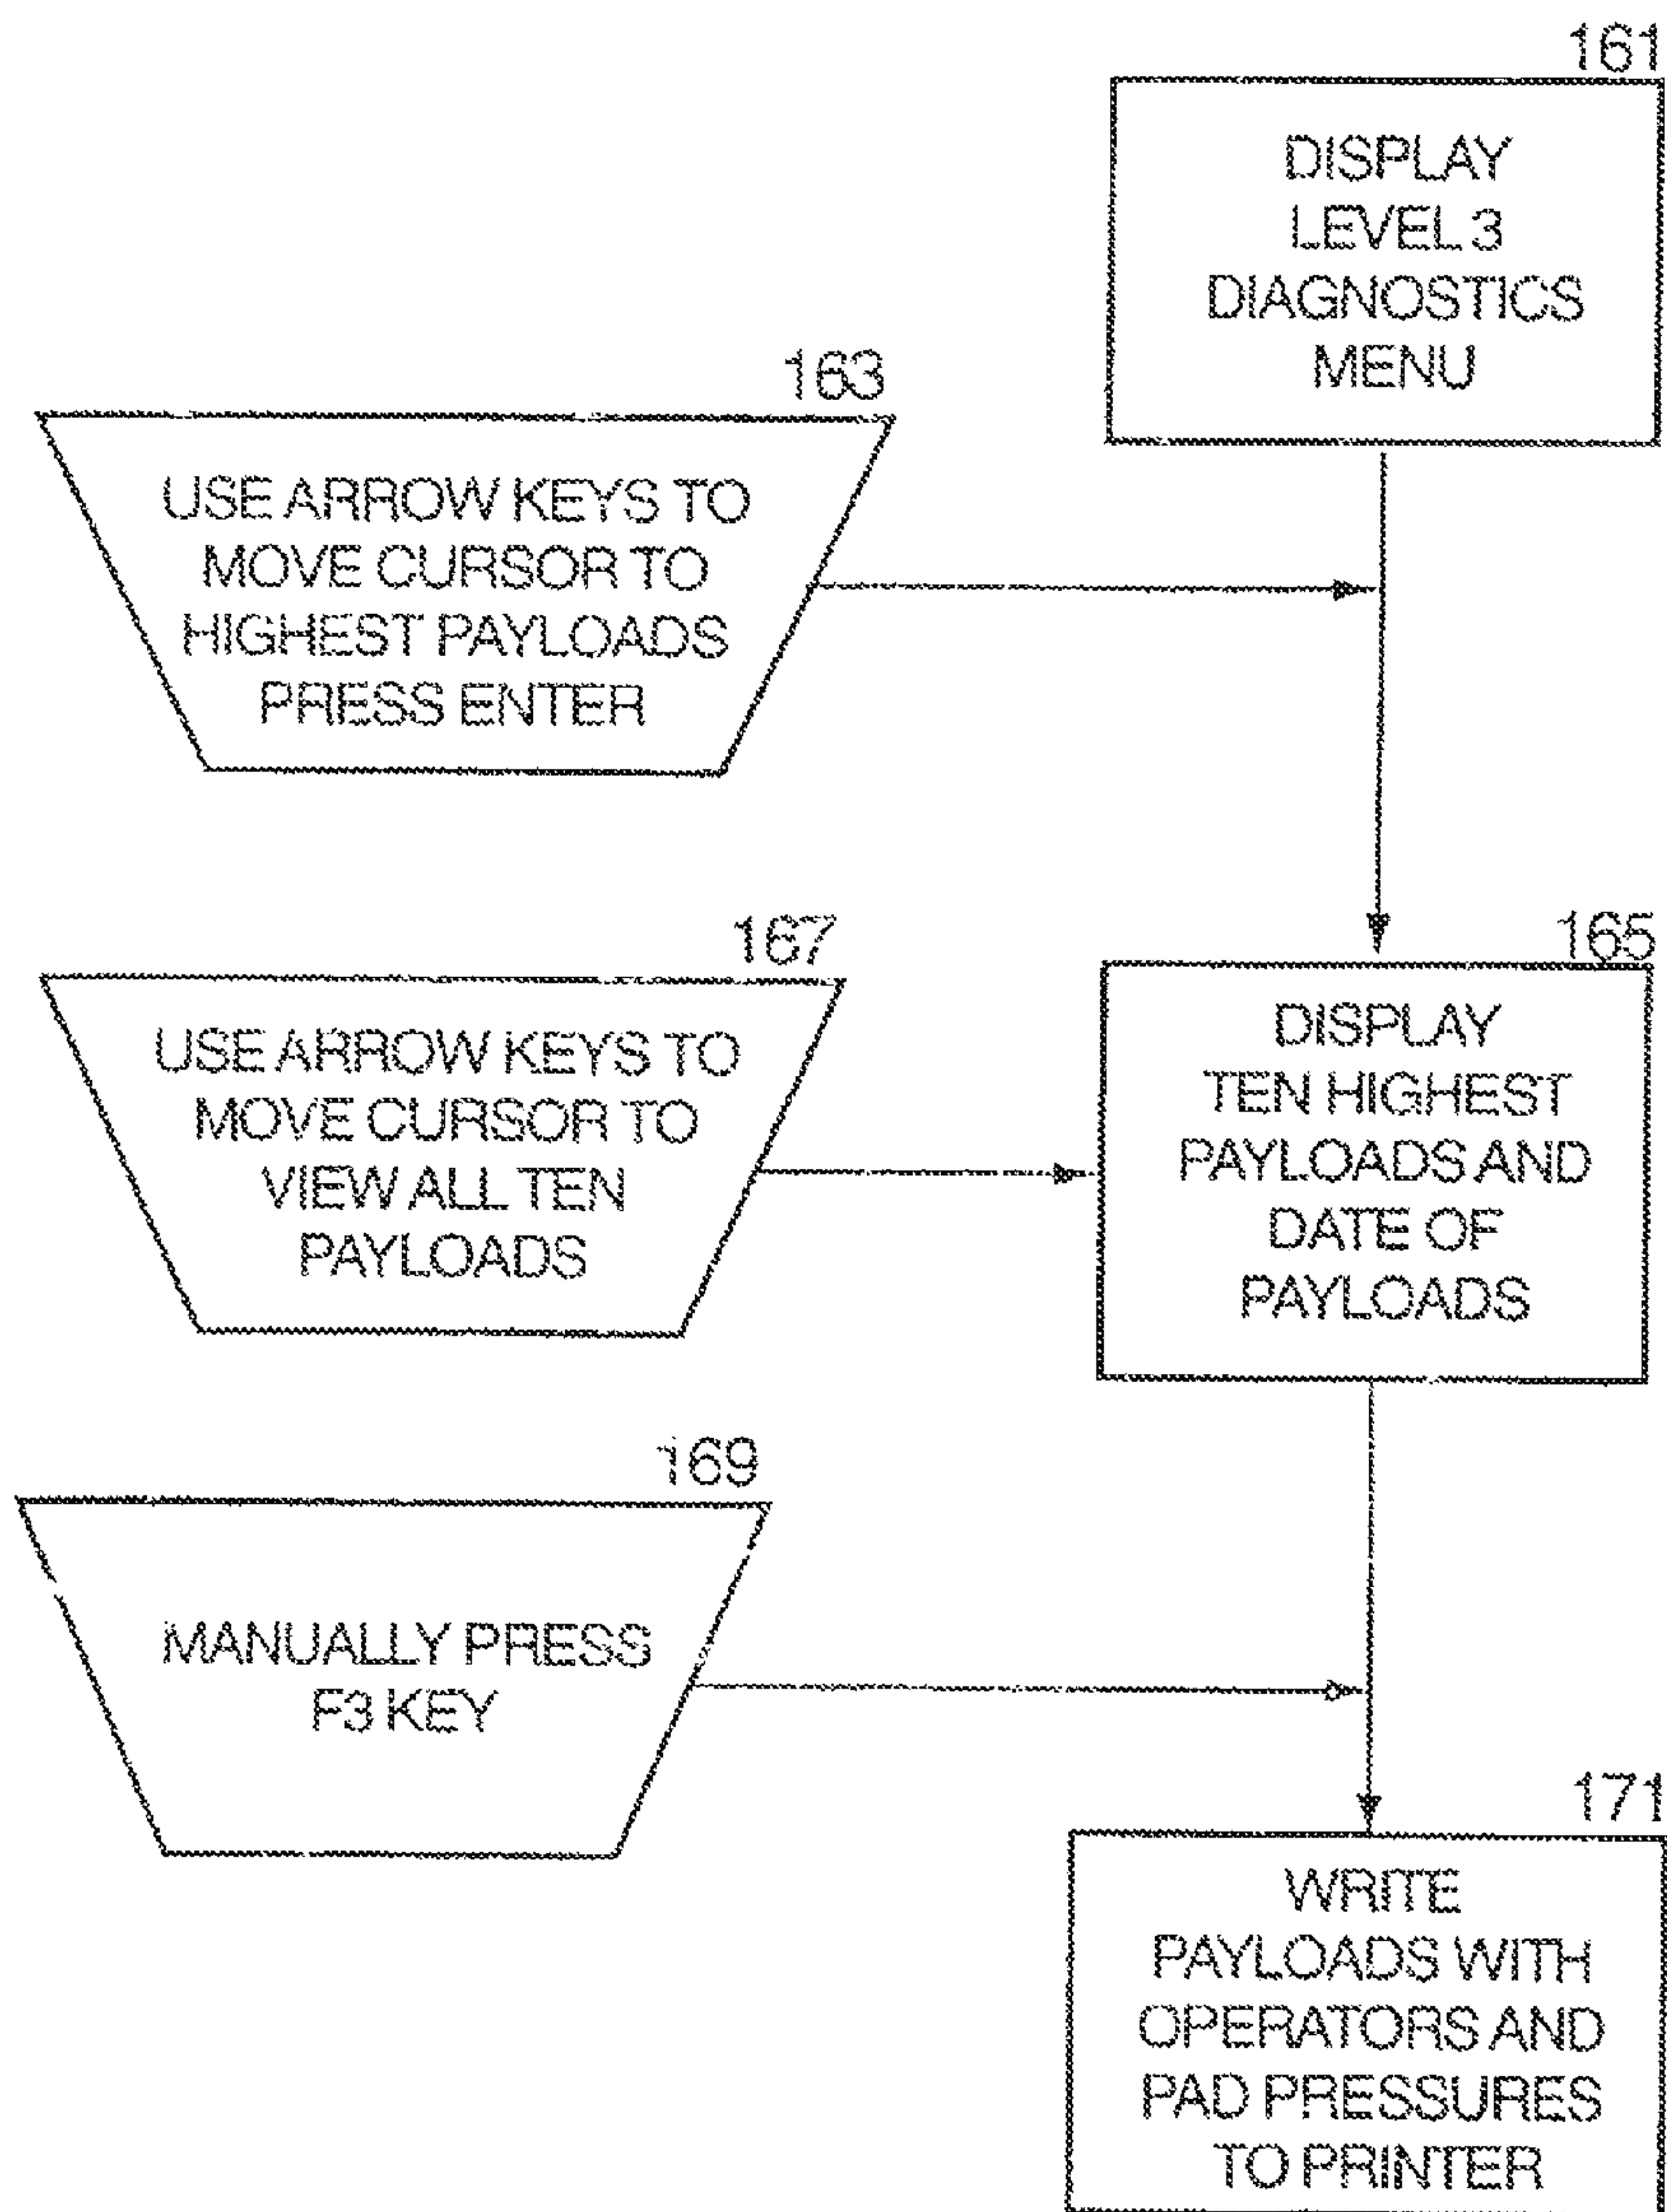 161
DISPLAY
LEVEL 3
DIAGNOSTICS
MENU
163
USE ARROW KEYS TO
MOVE CURSOR TO
HIGHEST PAYLOADS
PRESS ENTER
167
USE ARROW KEYS TO
MOVE CURSOR TO
VIEW ALL TEN
PAYLOADS
165
DISPLAY
TEN HIGHEST
PAYLOADS AND
DATE OF
PAYLOADS
169
MANUALLY PRESS
F3 KEY
171
WRITE
PAYLOADS WITH
OPERATORS AND
PAD PRESSURES
TO PRINTER